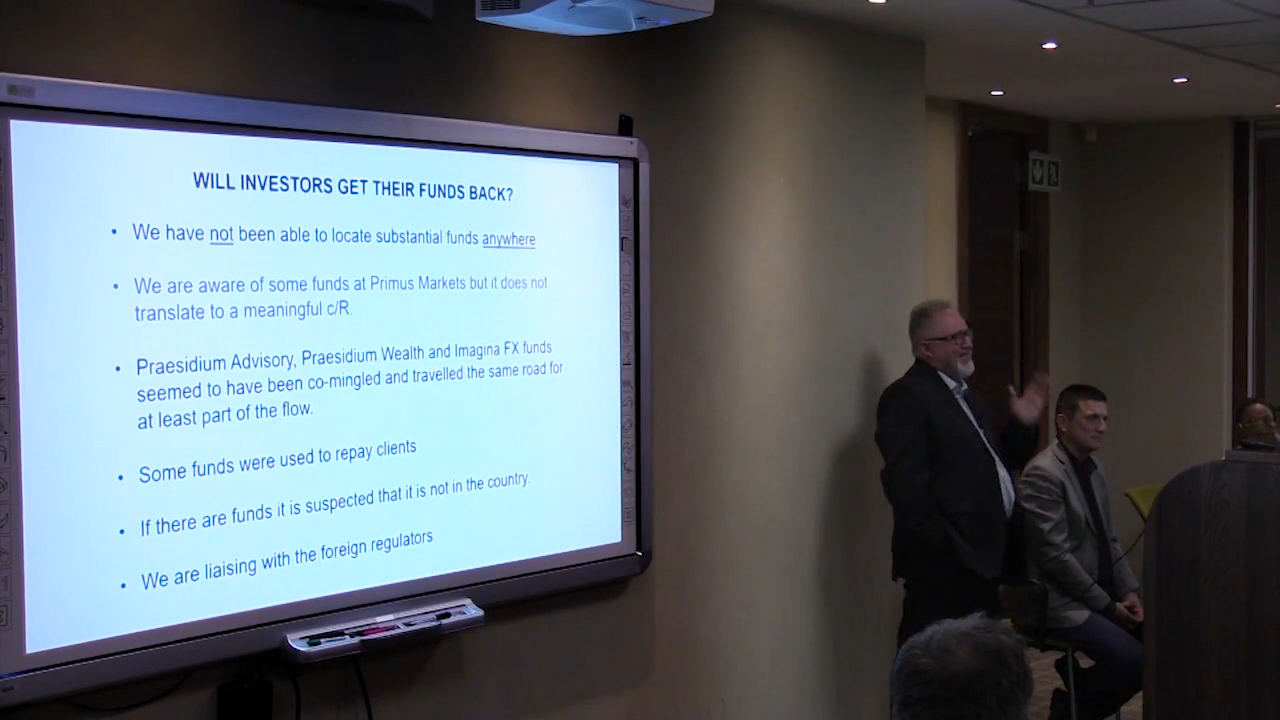 WILL INVESTORS GET THEIR FUNDS BACK?
• We have not been able to locate substantial funds anywhere
• We are aware of some funds at Primus Markets but it does not
translate to a meaningful c/R.
• Praesidium Advisory, Praesidium Wealth and Imagina FX funds
seemed to have been co-mingled and travelled the same road for
at least part of the flow.
• Some funds were used to repay clients
• If there are funds it is suspected that it is not in the country.
• We are liaising with the foreign regulators